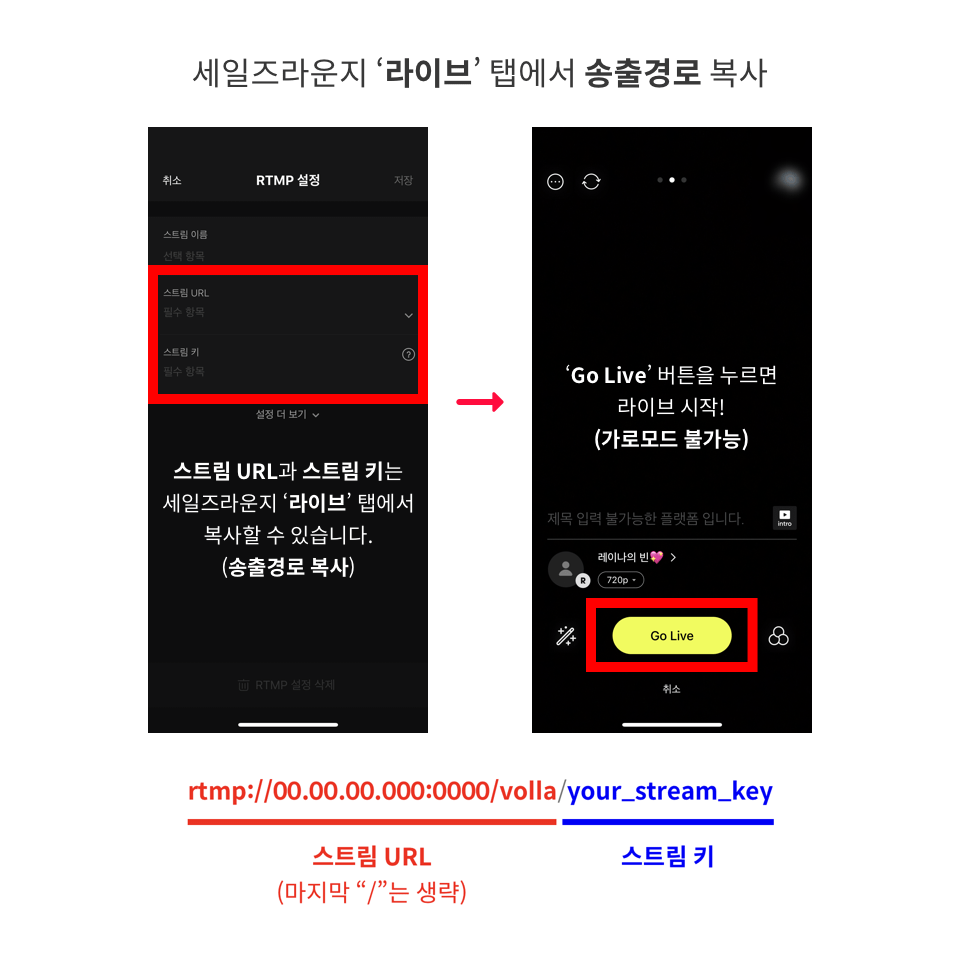 세일즈라운지 ‘라이브’ 탭에서 송출경로 복사
취소
RTMP 설정
저장
스트림 이름
선택 항목
스트림 URL
필수 항목
스트림 키
?
필수 항목
설정 더 보기
스트림 URL과 스트림 키는
세일즈라운지 ‘라이브’ 탭에서
복사할 수 있습니다.
(송출경로 복사)
RTMP 설정 삭제
‘Go Live’ 버튼을 누르면
라이브 시작!
(가로모드 불가능)
제목 입력 불가능한 플랫폼 입니다.
intro
레이나의 빈💖
R
720p
Go Live
취소
rtmp://00.00.00.000:0000/volla/your_stream_key
스트림 URL
스트림 키
(마지막 “/”는 생략)